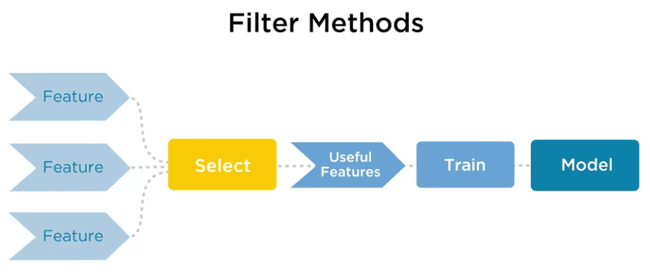 Filter Methods
Feature
Feature
Feature
Select
Useful
Features
Train
Model